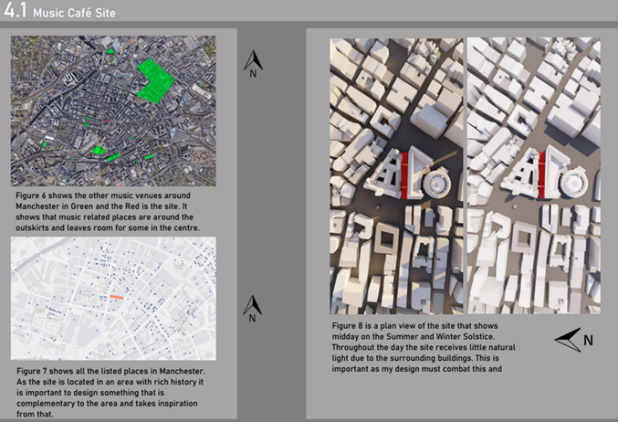 4.1 Music Café Site
N
Figure 6 shows the other music venues around
Manchester in Green and the Red is the site. It
shows that music related places are around the
outskirts and leaves room for some in the centre.
N
Figure 7 shows all the listed places in Manchester.
As the site is located in an area with rich history it
is important to design something that is
complementary to the area and takes inspiration
from that.
Figure 8 is a plan view of the site that shows
midday on the Summer and Winter Solstice.
Throughout the day the site receives little natural
light due to the surrounding buildings. This is
important as my design must combat this and
N